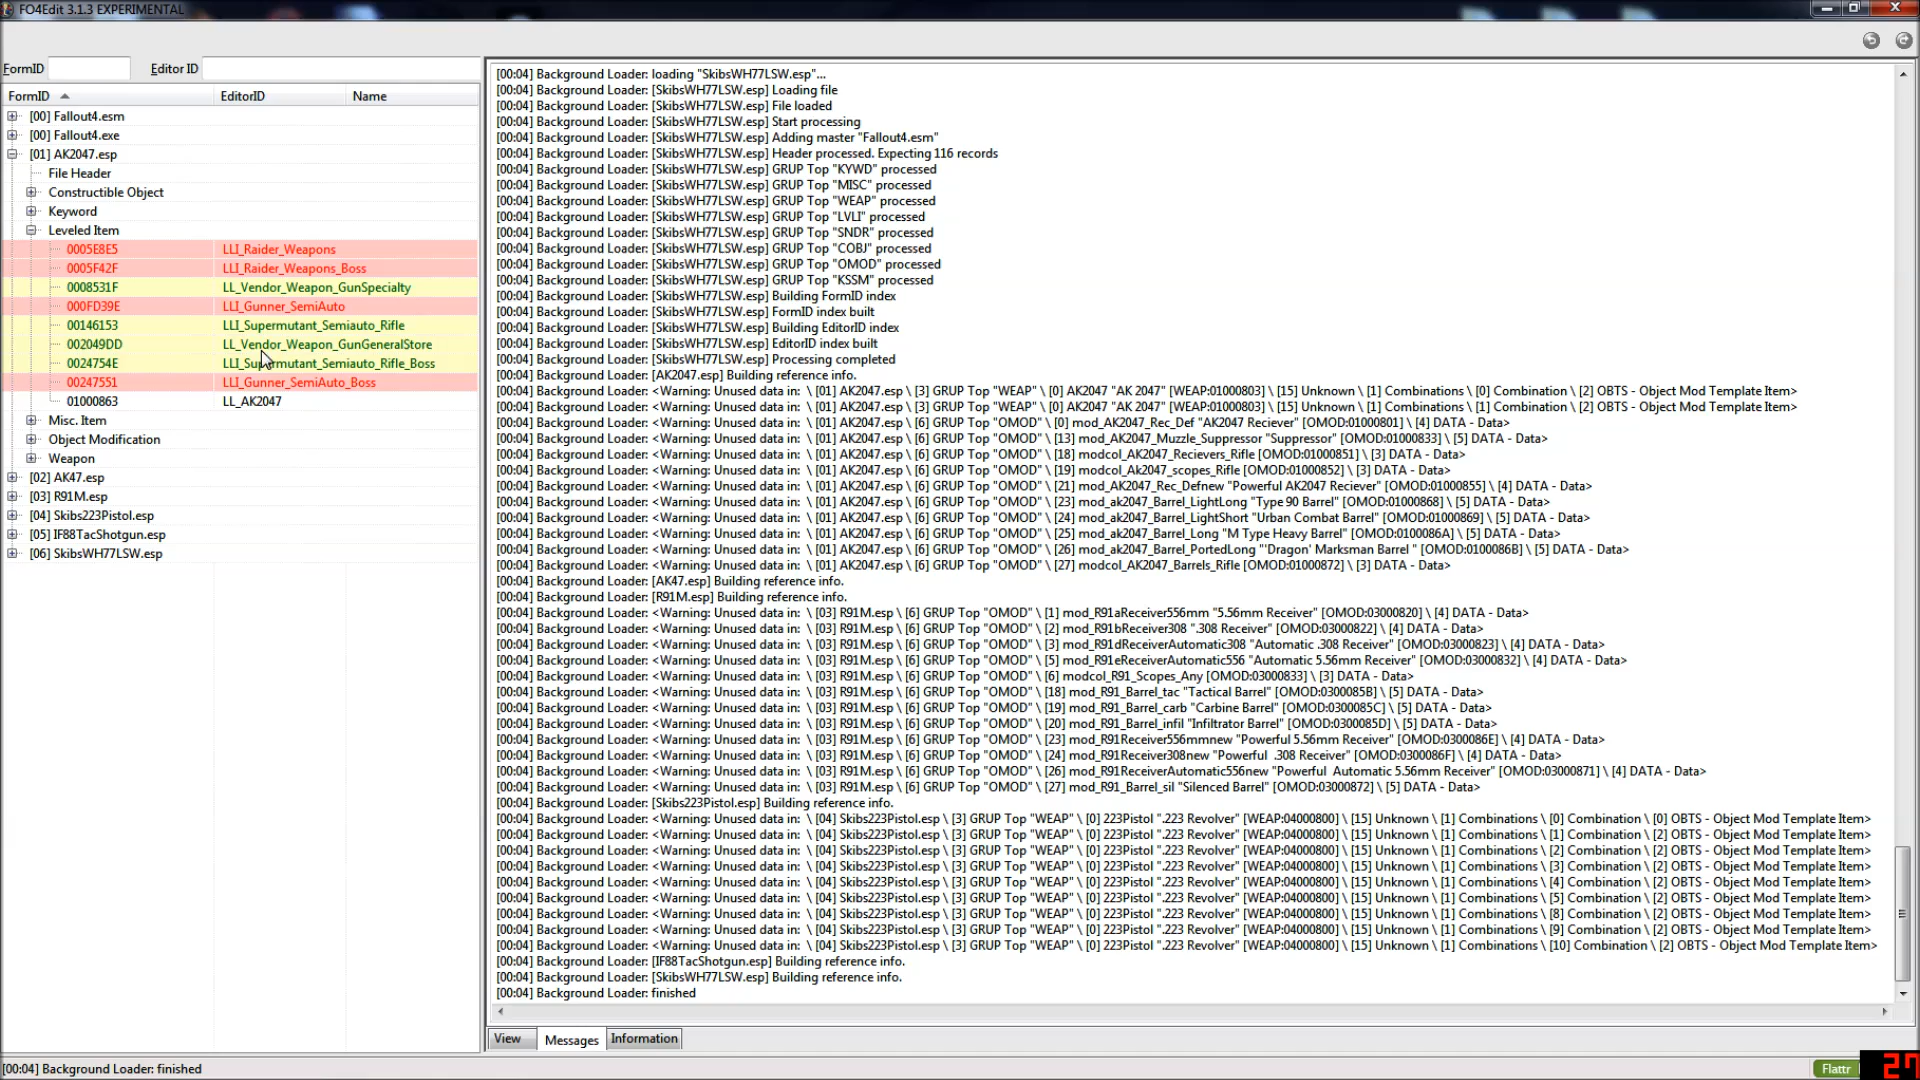 FO4Edit 3.1.3 EXPERIMENTAL
FormID
Editor ID
FormID EditorID Name
[00] Fallout4.esm
[00] Fallout4.exe
[01] AK2047.esp
File Header
Constructible Object
Keyword
Leveled Item
0005E8E5 LLI_Raider_Weapons
0005F42F LLI_Raider_Weapons_Boss
0008531F LL_Vendor_Weapon_GunSpecialty
000FD39E LLI_Gunner_SemiAuto
00146153 LLI_Supermutant_Semiauto_Rifle
002049DD LL_Vendor_Weapon_GunGeneralStore
0024754E LLI_Supermutant_Semiauto_Rifle_Boss
00247551 LLI_Gunner_SemiAuto_Boss
01000863 LL_AK2047
Misc. Item
Object Modification
Weapon
[02] AK47.esp
[03] R91M.esp
[04] Skibs223Pistol.esp
[05] IF88TacShotgun.esp
[06] SkibsWH77LSW.esp
[00:04] Background Loader: loading "SkibsWH77LSW.esp"...
[00:04] Background Loader: [SkibsWH77LSW.esp] Loading file
[00:04] Background Loader: [SkibsWH77LSW.esp] File loaded
[00:04] Background Loader: [SkibsWH77LSW.esp] Start processing
[00:04] Background Loader: [SkibsWH77LSW.esp] Adding master "Fallout4.esm"
[00:04] Background Loader: [SkibsWH77LSW.esp] Header processed. Expecting 116 records
[00:04] Background Loader: [SkibsWH77LSW.esp] GRUP Top "KYWD" processed
[00:04] Background Loader: [SkibsWH77LSW.esp] GRUP Top "MISC" processed
[00:04] Background Loader: [SkibsWH77LSW.esp] GRUP Top "WEAP" processed
[00:04] Background Loader: [SkibsWH77LSW.esp] GRUP Top "LVLI" processed
[00:04] Background Loader: [SkibsWH77LSW.esp] GRUP Top "SNDR" processed
[00:04] Background Loader: [SkibsWH77LSW.esp] GRUP Top "COBJ" processed
[00:04] Background Loader: [SkibsWH77LSW.esp] GRUP Top "OMOD" processed
[00:04] Background Loader: [SkibsWH77LSW.esp] GRUP Top "KSSM" processed
[00:04] Background Loader: [SkibsWH77LSW.esp] Building FormID index
[00:04] Background Loader: [SkibsWH77LSW.esp] FormID index built
[00:04] Background Loader: [SkibsWH77LSW.esp] Building EditorID index
[00:04] Background Loader: [SkibsWH77LSW.esp] EditorID index built
[00:04] Background Loader: [SkibsWH77LSW.esp] Processing completed
[00:04] Background Loader: [AK2047.esp] Building reference info.
[00:04] Background Loader: <Warning: Unused data in: \ [01] AK2047.esp \ [3] GRUP Top "WEAP" \ [0] AK2047 "AK 2047" [WEAP:01000803] \ [15] Unknown \ [1] Combinations \ [0] Combination \ [2] OBTS - Object Mod Template Item>
[00:04] Background Loader: <Warning: Unused data in: \ [01] AK2047.esp \ [3] GRUP Top "WEAP" \ [0] AK2047 "AK 2047" [WEAP:01000803] \ [15] Unknown \ [1] Combinations \ [1] Combination \ [2] OBTS - Object Mod Template Item>
[00:04] Background Loader: <Warning: Unused data in: \ [01] AK2047.esp \ [6] GRUP Top "OMOD" \ [0] mod_AK2047_Rec_Def "AK2047 Reciever" [OMOD:01000801] \ [4] DATA - Data>
[00:04] Background Loader: <Warning: Unused data in: \ [01] AK2047.esp \ [6] GRUP Top "OMOD" \ [13] mod_AK2047_Muzzle_Suppressor "Suppressor" [OMOD:01000833] \ [5] DATA - Data>
[00:04] Background Loader: <Warning: Unused data in: \ [01] AK2047.esp \ [6] GRUP Top "OMOD" \ [18] modcol_AK2047_Recievers_Rifle [OMOD:01000851] \ [3] DATA - Data>
[00:04] Background Loader: <Warning: Unused data in: \ [01] AK2047.esp \ [6] GRUP Top "OMOD" \ [19] modcol_Ak2047_scopes_Rifle [OMOD:01000852] \ [3] DATA - Data>
[00:04] Background Loader: <Warning: Unused data in: \ [01] AK2047.esp \ [6] GRUP Top "OMOD" \ [21] mod_AK2047_Rec_Defnew "Powerful AK2047 Reciever" [OMOD:01000855] \ [4] DATA - Data>
[00:04] Background Loader: <Warning: Unused data in: \ [01] AK2047.esp \ [6] GRUP Top "OMOD" \ [23] mod_ak2047_Barrel_LightLong "Type 90 Barrel" [OMOD:01000868] \ [5] DATA - Data>
[00:04] Background Loader: <Warning: Unused data in: \ [01] AK2047.esp \ [6] GRUP Top "OMOD" \ [24] mod_ak2047_Barrel_LightShort "Urban Combat Barrel" [OMOD:01000869] \ [5] DATA - Data>
[00:04] Background Loader: <Warning: Unused data in: \ [01] AK2047.esp \ [6] GRUP Top "OMOD" \ [25] mod_ak2047_Barrel_Long "M Type Heavy Barrel" [OMOD:0100086A] \ [5] DATA - Data>
[00:04] Background Loader: <Warning: Unused data in: \ [01] AK2047.esp \ [6] GRUP Top "OMOD" \ [26] mod_ak2047_Barrel_PortedLong "'Dragon' Marksman Barrel " [OMOD:0100086B] \ [5] DATA - Data>
[00:04] Background Loader: <Warning: Unused data in: \ [01] AK2047.esp \ [6] GRUP Top "OMOD" \ [27] modcol_AK2047_Barrels_Rifle [OMOD:01000872] \ [3] DATA - Data>
[00:04] Background Loader: [AK47.esp] Building reference info.
[00:04] Background Loader: [R91M.esp] Building reference info.
[00:04] Background Loader: <Warning: Unused data in: \ [03] R91M.esp \ [6] GRUP Top "OMOD" \ [1] mod_R91aReceiver556mm "5.56mm Receiver" [OMOD:03000820] \ [4] DATA - Data>
[00:04] Background Loader: <Warning: Unused data in: \ [03] R91M.esp \ [6] GRUP Top "OMOD" \ [2] mod_R91bReceiver308 ".308 Receiver" [OMOD:03000822] \ [4] DATA - Data>
[00:04] Background Loader: <Warning: Unused data in: \ [03] R91M.esp \ [6] GRUP Top "OMOD" \ [3] mod_R91dReceiverAutomatic308 "Automatic .308 Receiver" [OMOD:03000823] \ [4] DATA - Data>
[00:04] Background Loader: <Warning: Unused data in: \ [03] R91M.esp \ [6] GRUP Top "OMOD" \ [5] mod_R91eReceiverAutomatic556 "Automatic 5.56mm Receiver" [OMOD:03000832] \ [4] DATA - Data>
[00:04] Background Loader: <Warning: Unused data in: \ [03] R91M.esp \ [6] GRUP Top "OMOD" \ [6] modcol_R91_Scopes_Any [OMOD:03000833] \ [3] DATA - Data>
[00:04] Background Loader: <Warning: Unused data in: \ [03] R91M.esp \ [6] GRUP Top "OMOD" \ [18] mod_R91_Barrel_tac "Tactical Barrel" [OMOD:0300085B] \ [5] DATA - Data>
[00:04] Background Loader: <Warning: Unused data in: \ [03] R91M.esp \ [6] GRUP Top "OMOD" \ [19] mod_R91_Barrel_carb "Carbine Barrel" [OMOD:0300085C] \ [5] DATA - Data>
[00:04] Background Loader: <Warning: Unused data in: \ [03] R91M.esp \ [6] GRUP Top "OMOD" \ [20] mod_R91_Barrel_infil "Infiltrator Barrel" [OMOD:0300085D] \ [5] DATA - Data>
[00:04] Background Loader: <Warning: Unused data in: \ [03] R91M.esp \ [6] GRUP Top "OMOD" \ [23] mod_R91Receiver556mmnew "Powerful 5.56mm Receiver" [OMOD:0300086E] \ [4] DATA - Data>
[00:04] Background Loader: <Warning: Unused data in: \ [03] R91M.esp \ [6] GRUP Top "OMOD" \ [24] mod_R91Receiver308new "Powerful  .308 Receiver" [OMOD:0300086F] \ [4] DATA - Data>
[00:04] Background Loader: <Warning: Unused data in: \ [03] R91M.esp \ [6] GRUP Top "OMOD" \ [26] mod_R91ReceiverAutomatic556new "Powerful  Automatic 5.56mm Receiver" [OMOD:03000871] \ [4] DATA - Data>
[00:04] Background Loader: <Warning: Unused data in: \ [03] R91M.esp \ [6] GRUP Top "OMOD" \ [27] mod_R91_Barrel_sil "Silenced Barrel" [OMOD:03000872] \ [5] DATA - Data>
[00:04] Background Loader: [Skibs223Pistol.esp] Building reference info.
[00:04] Background Loader: <Warning: Unused data in: \ [04] Skibs223Pistol.esp \ [3] GRUP Top "WEAP" \ [0] 223Pistol ".223 Revolver" [WEAP:04000800] \ [15] Unknown \ [1] Combinations \ [0] Combination \ [0] OBTS - Object Mod Template Item>
[00:04] Background Loader: <Warning: Unused data in: \ [04] Skibs223Pistol.esp \ [3] GRUP Top "WEAP" \ [0] 223Pistol ".223 Revolver" [WEAP:04000800] \ [15] Unknown \ [1] Combinations \ [1] Combination \ [2] OBTS - Object Mod Template Item>
[00:04] Background Loader: <Warning: Unused data in: \ [04] Skibs223Pistol.esp \ [3] GRUP Top "WEAP" \ [0] 223Pistol ".223 Revolver" [WEAP:04000800] \ [15] Unknown \ [1] Combinations \ [2] Combination \ [2] OBTS - Object Mod Template Item>
[00:04] Background Loader: <Warning: Unused data in: \ [04] Skibs223Pistol.esp \ [3] GRUP Top "WEAP" \ [0] 223Pistol ".223 Revolver" [WEAP:04000800] \ [15] Unknown \ [1] Combinations \ [3] Combination \ [2] OBTS - Object Mod Template Item>
[00:04] Background Loader: <Warning: Unused data in: \ [04] Skibs223Pistol.esp \ [3] GRUP Top "WEAP" \ [0] 223Pistol ".223 Revolver" [WEAP:04000800] \ [15] Unknown \ [1] Combinations \ [4] Combination \ [2] OBTS - Object Mod Template Item>
[00:04] Background Loader: <Warning: Unused data in: \ [04] Skibs223Pistol.esp \ [3] GRUP Top "WEAP" \ [0] 223Pistol ".223 Revolver" [WEAP:04000800] \ [15] Unknown \ [1] Combinations \ [5] Combination \ [2] OBTS - Object Mod Template Item>
[00:04] Background Loader: <Warning: Unused data in: \ [04] Skibs223Pistol.esp \ [3] GRUP Top "WEAP" \ [0] 223Pistol ".223 Revolver" [WEAP:04000800] \ [15] Unknown \ [1] Combinations \ [8] Combination \ [2] OBTS - Object Mod Template Item>
[00:04] Background Loader: <Warning: Unused data in: \ [04] Skibs223Pistol.esp \ [3] GRUP Top "WEAP" \ [0] 223Pistol ".223 Revolver" [WEAP:04000800] \ [15] Unknown \ [1] Combinations \ [9] Combination \ [2] OBTS - Object Mod Template Item>
[00:04] Background Loader: <Warning: Unused data in: \ [04] Skibs223Pistol.esp \ [3] GRUP Top "WEAP" \ [0] 223Pistol ".223 Revolver" [WEAP:04000800] \ [15] Unknown \ [1] Combinations \ [10] Combination \ [2] OBTS - Object Mod Template Item>
[00:04] Background Loader: [IF88TacShotgun.esp] Building reference info.
[00:04] Background Loader: [SkibsWH77LSW.esp] Building reference info.
[00:04] Background Loader: finished
View Messages Information
[00:04] Background Loader: finished
Flattr
27